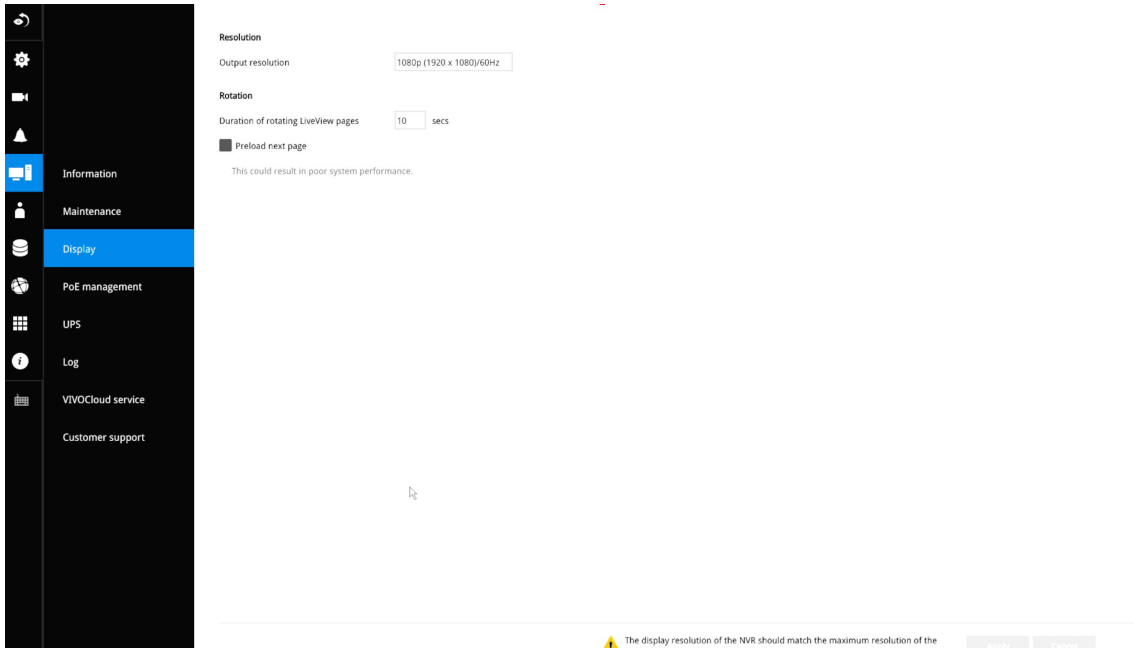 Resolution
Output resolution
1080p (1920 x 1080)/60Hz
Rotation
Duration of rotating LiveView pages
10 secs
Preload next page
This could result in poor system performance.
Information
Maintenance
Display
PoE management
UPS
Log
VIVOCloud service
Customer support
The display resolution of the NVR should match the maximum resolution of the
Apply Cancel